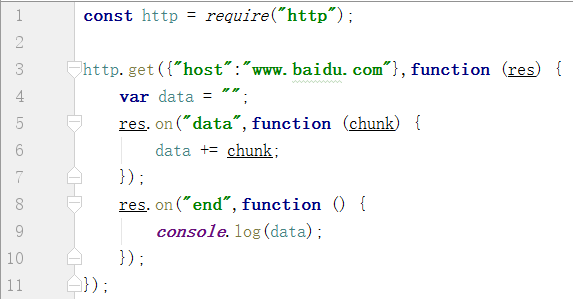 1 const http = require("http");
2
3 http.get({"host":"www.baidu.com"},function (res) {
4 var data = "";
5 res.on("data",function (chunk) {
6 data += chunk;
7 });
8 res.on("end",function () {
9 console.log(data);
10 });
11 });